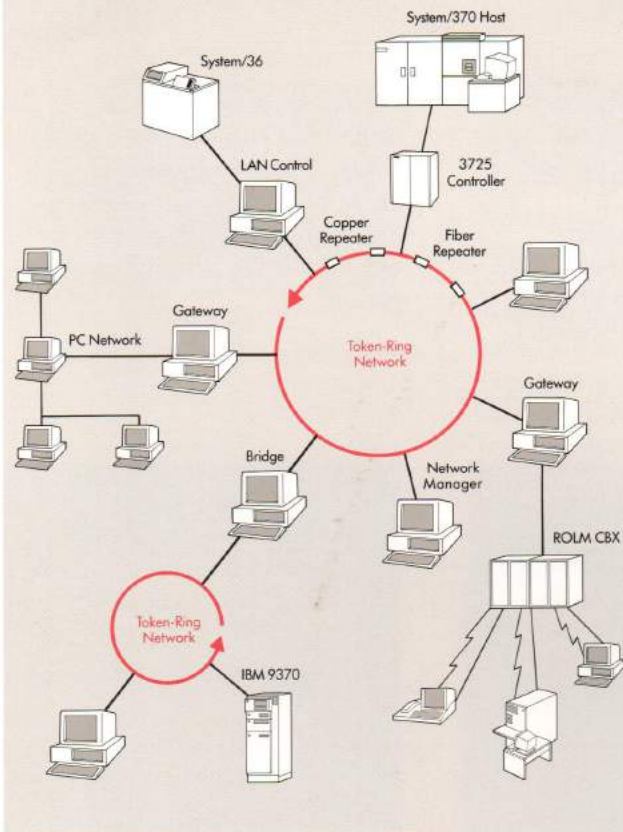 System/370 Host
System/36
LAN Control
3725
Controller
Copper
Repeater
Fiber
Repeater
Gateway
PC Network
Token-Ring
Network
Gateway
Bridge
Network
Manager
ROLM CBX
Token-Ring
Network
IBM 9370